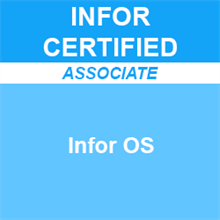 INFOR
CERTIFIED
ASSOCIATE
Infor OS